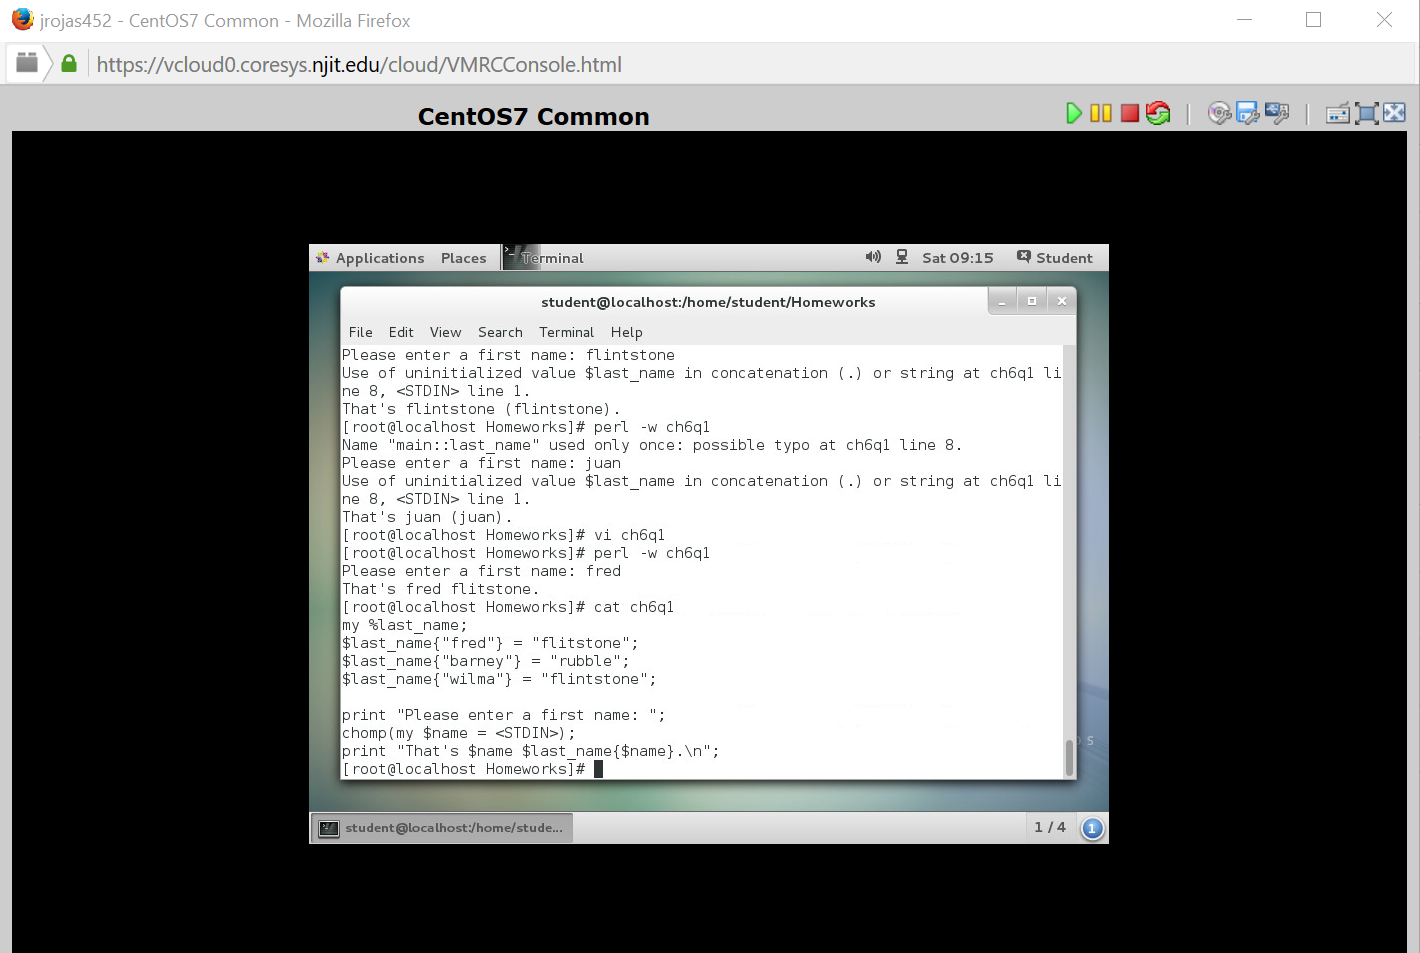 jrojas452 - CentOS7 Common - Mozilla Firefox
https://vcloud0.coresys.njit.edu/cloud/VMRCConsole.html
CentOS7 Common
Applications Places Terminal Sat 09:15 Student
student@localhost:/home/student/Homeworks
File Edit View Search Terminal Help
Please enter a first name: flintstone
Use of uninitialized value $last_name in concatenation (.) or string at ch6q1 li
ne 8, <STDIN> line 1.
That's flintstone (flintstone).
[root@localhost Homeworks]# perl -w ch6q1
Name "main::last_name" used only once: possible typo at ch6q1 line 8.
Please enter a first name: juan
Use of uninitialized value $last_name in concatenation (.) or string at ch6q1 li
ne 8, <STDIN> line 1.
That's juan (juan).
[root@localhost Homeworks]# vi ch6q1
[root@localhost Homeworks]# perl -w ch6q1
Please enter a first name: fred
That's fred flitstone.
[root@localhost Homeworks]# cat ch6q1
my %last_name;
$last_name{"fred"} = "flitstone";
$last_name{"barney"} = "rubble";
$last_name{"wilma"} = "flintstone";
print "Please enter a first name: ";
chomp(my $name = <STDIN>);
print "That's $name $last_name{$name}.\n";
[root@localhost Homeworks]#
student@localhost:/home/stude...
1 / 4
1